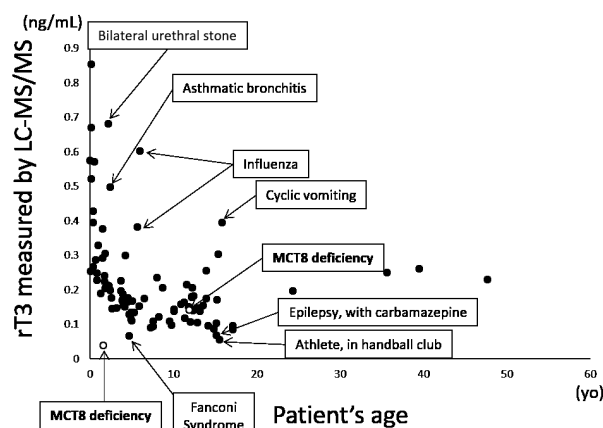 (ng/mL)
rT3 measured by LC-MS/MS
0.9
0.8
0.7
0.6
0.5
0.4
0.3
0.2
0.1
0
Bilateral urethral stone
Asthmatic bronchitis
Influenza
Cyclic vomiting
MCT8 deficiency
Epilepsy, with carbamazepine
Athlete, in handball club
0 10 20 30 40 50 60
(yo)
MCT8 deficiency
Fanconi
Syndrome
Patient's age